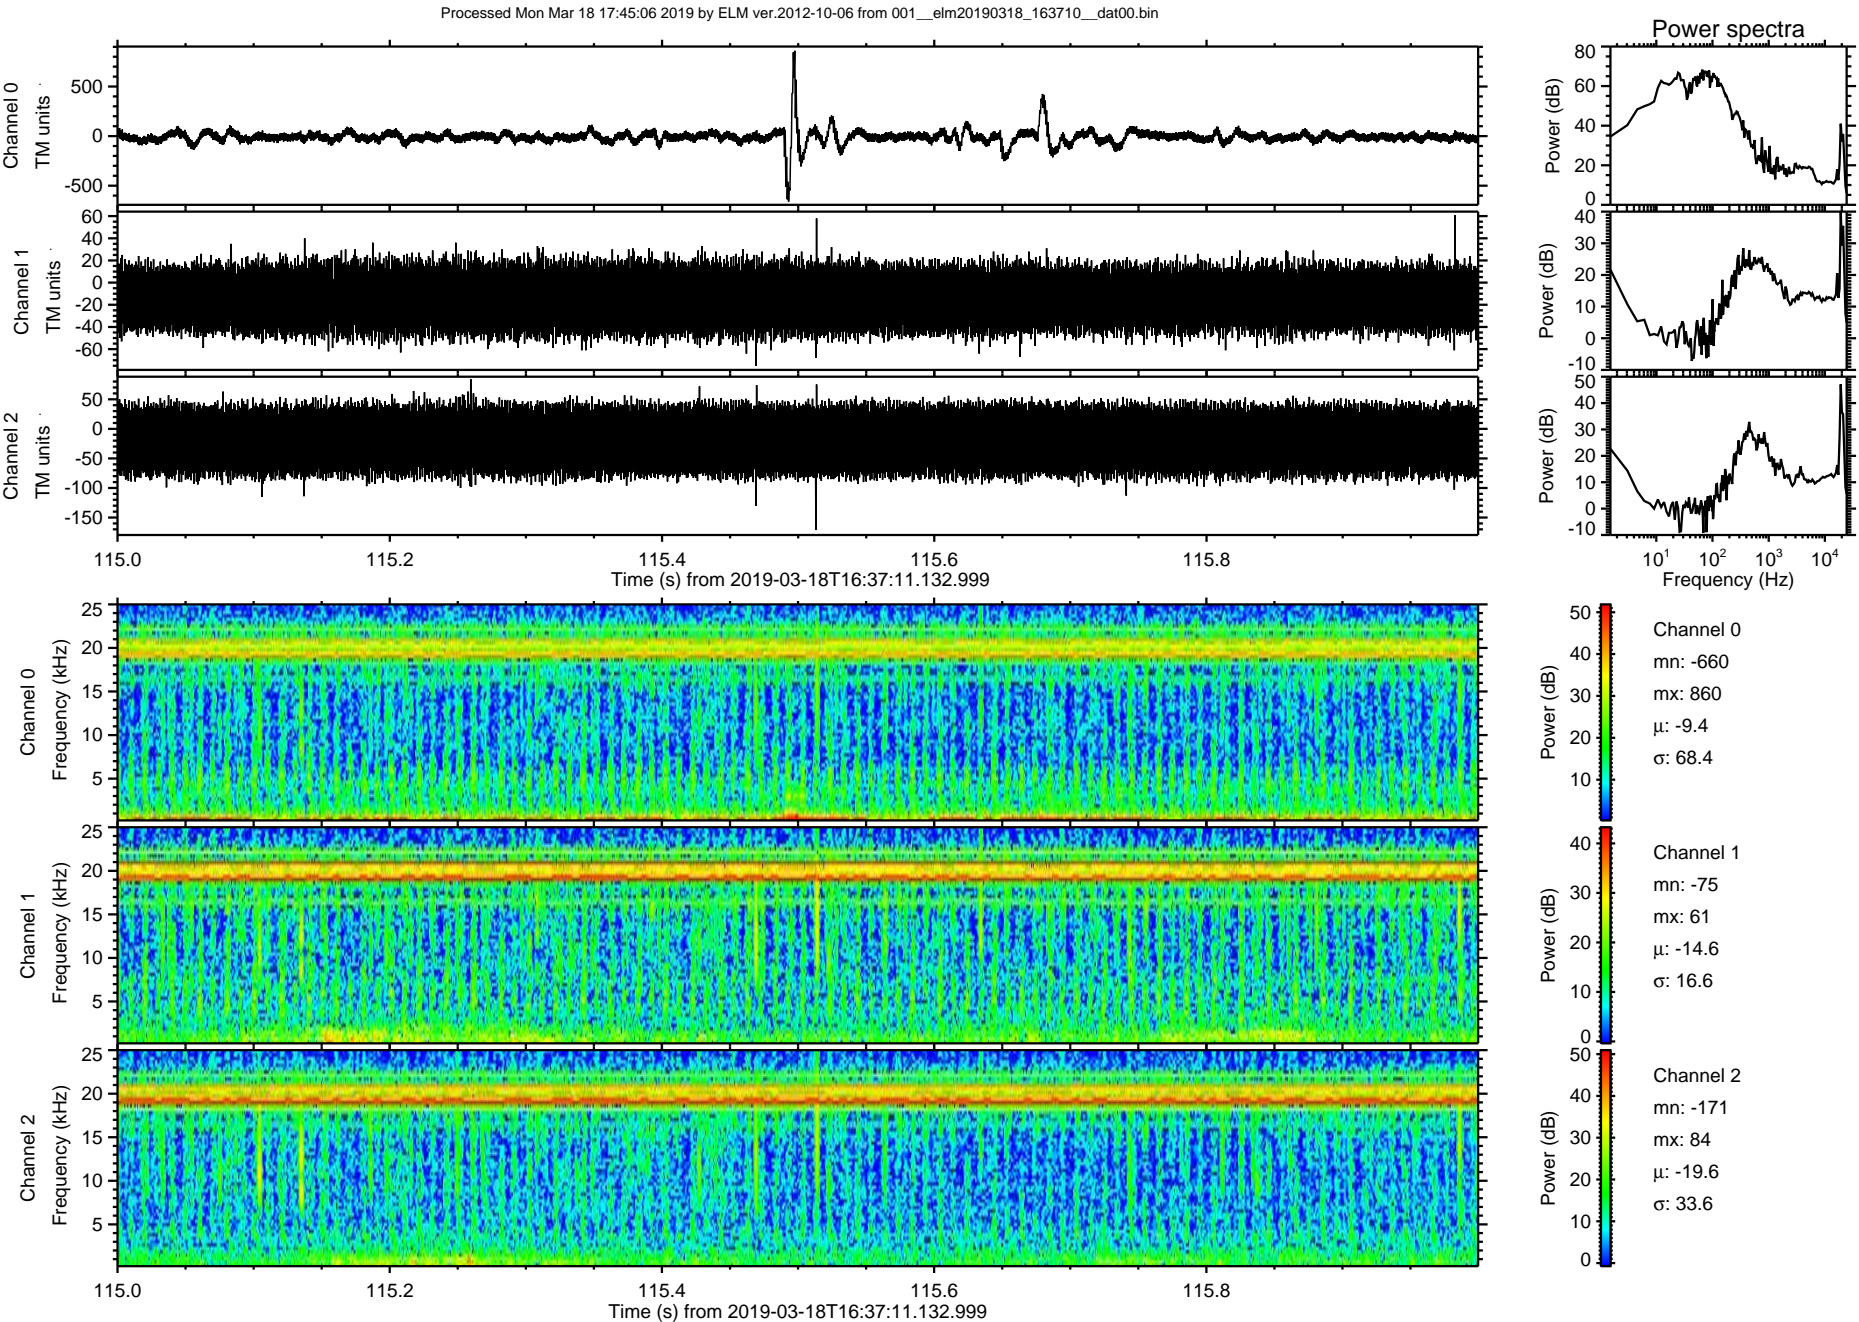 Processed Mon Mar 18 17:45:06 2019 by ELM ver.2012-10-06 from 001__elm20190318_163710__dat00.bin
Power spectra
Channel 0
TM units
500
0
-500
Power (dB)
80
60
40
20
0
Channel 1
TM units
60
40
20
0
-20
-40
-60
Power (dB)
40
30
20
10
0
-10
Channel 2
TM units
50
0
-50
-100
-150
Power (dB)
50
40
30
20
10
0
-10
115.0 115.2 115.4 115.6 115.8
Time (s) from 2019-03-18T16:37:11.132.999
10¹ 10² 10³ 10⁴
Frequency (Hz)
Channel 0
Frequency (kHz)
25
20
15
10
5
Power (dB)
50
40
30
20
10
Channel 0
mn: -660
mx: 860
μ: -9.4
σ: 68.4
Channel 1
Frequency (kHz)
25
20
15
10
5
Power (dB)
40
30
20
10
0
Channel 1
mn: -75
mx: 61
μ: -14.6
σ: 16.6
Channel 2
Frequency (kHz)
25
20
15
10
5
Power (dB)
50
40
30
20
10
0
Channel 2
mn: -171
mx: 84
μ: -19.6
σ: 33.6
115.0 115.2 115.4 115.6 115.8
Time (s) from 2019-03-18T16:37:11.132.999